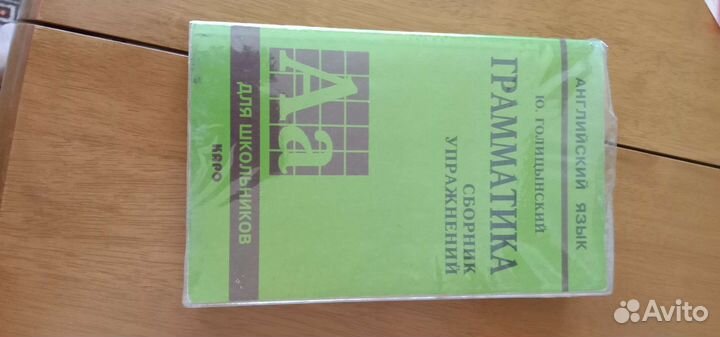 АНГЛИЙСКИЙ ЯЗЫК
Ю. ГОЛИЦЫНСКИЙ
ГРАММАТИКА
СБОРНИК
УПРАЖНЕНИЙ
Aa
ДЛЯ ШКОЛЬНИКОВ
КАРО
Avito